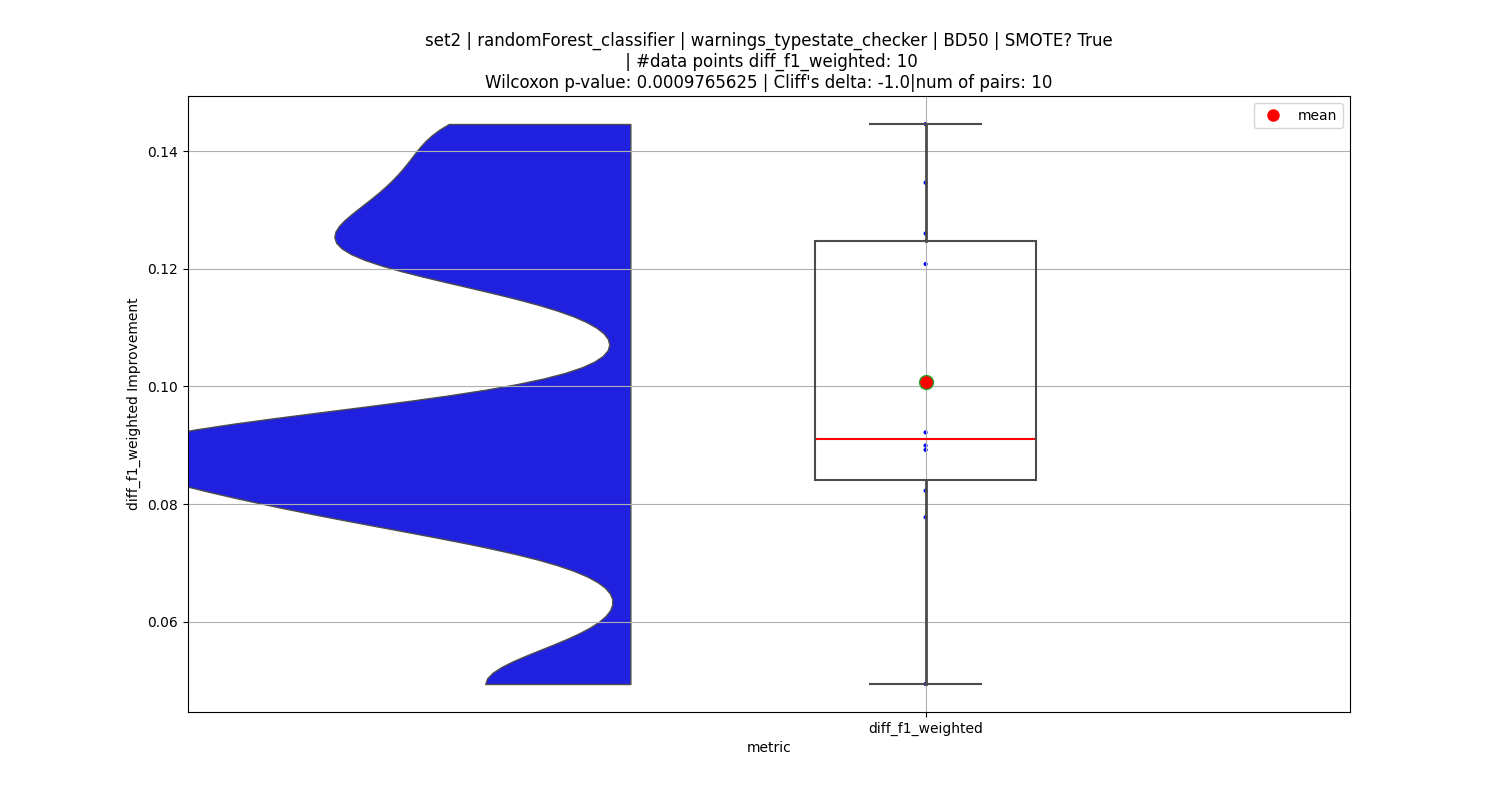 set2 | randomForest_classifier | warnings_typestate_checker | BD50 | SMOTE? True
| #data points diff_f1_weighted: 10
Wilcoxon p-value: 0.0009765625 | Cliff's delta: -1.0|num of pairs: 10
mean
0.14
0.12
0.10
0.08
0.06
diff_f1_weighted Improvement
diff_f1_weighted
metric